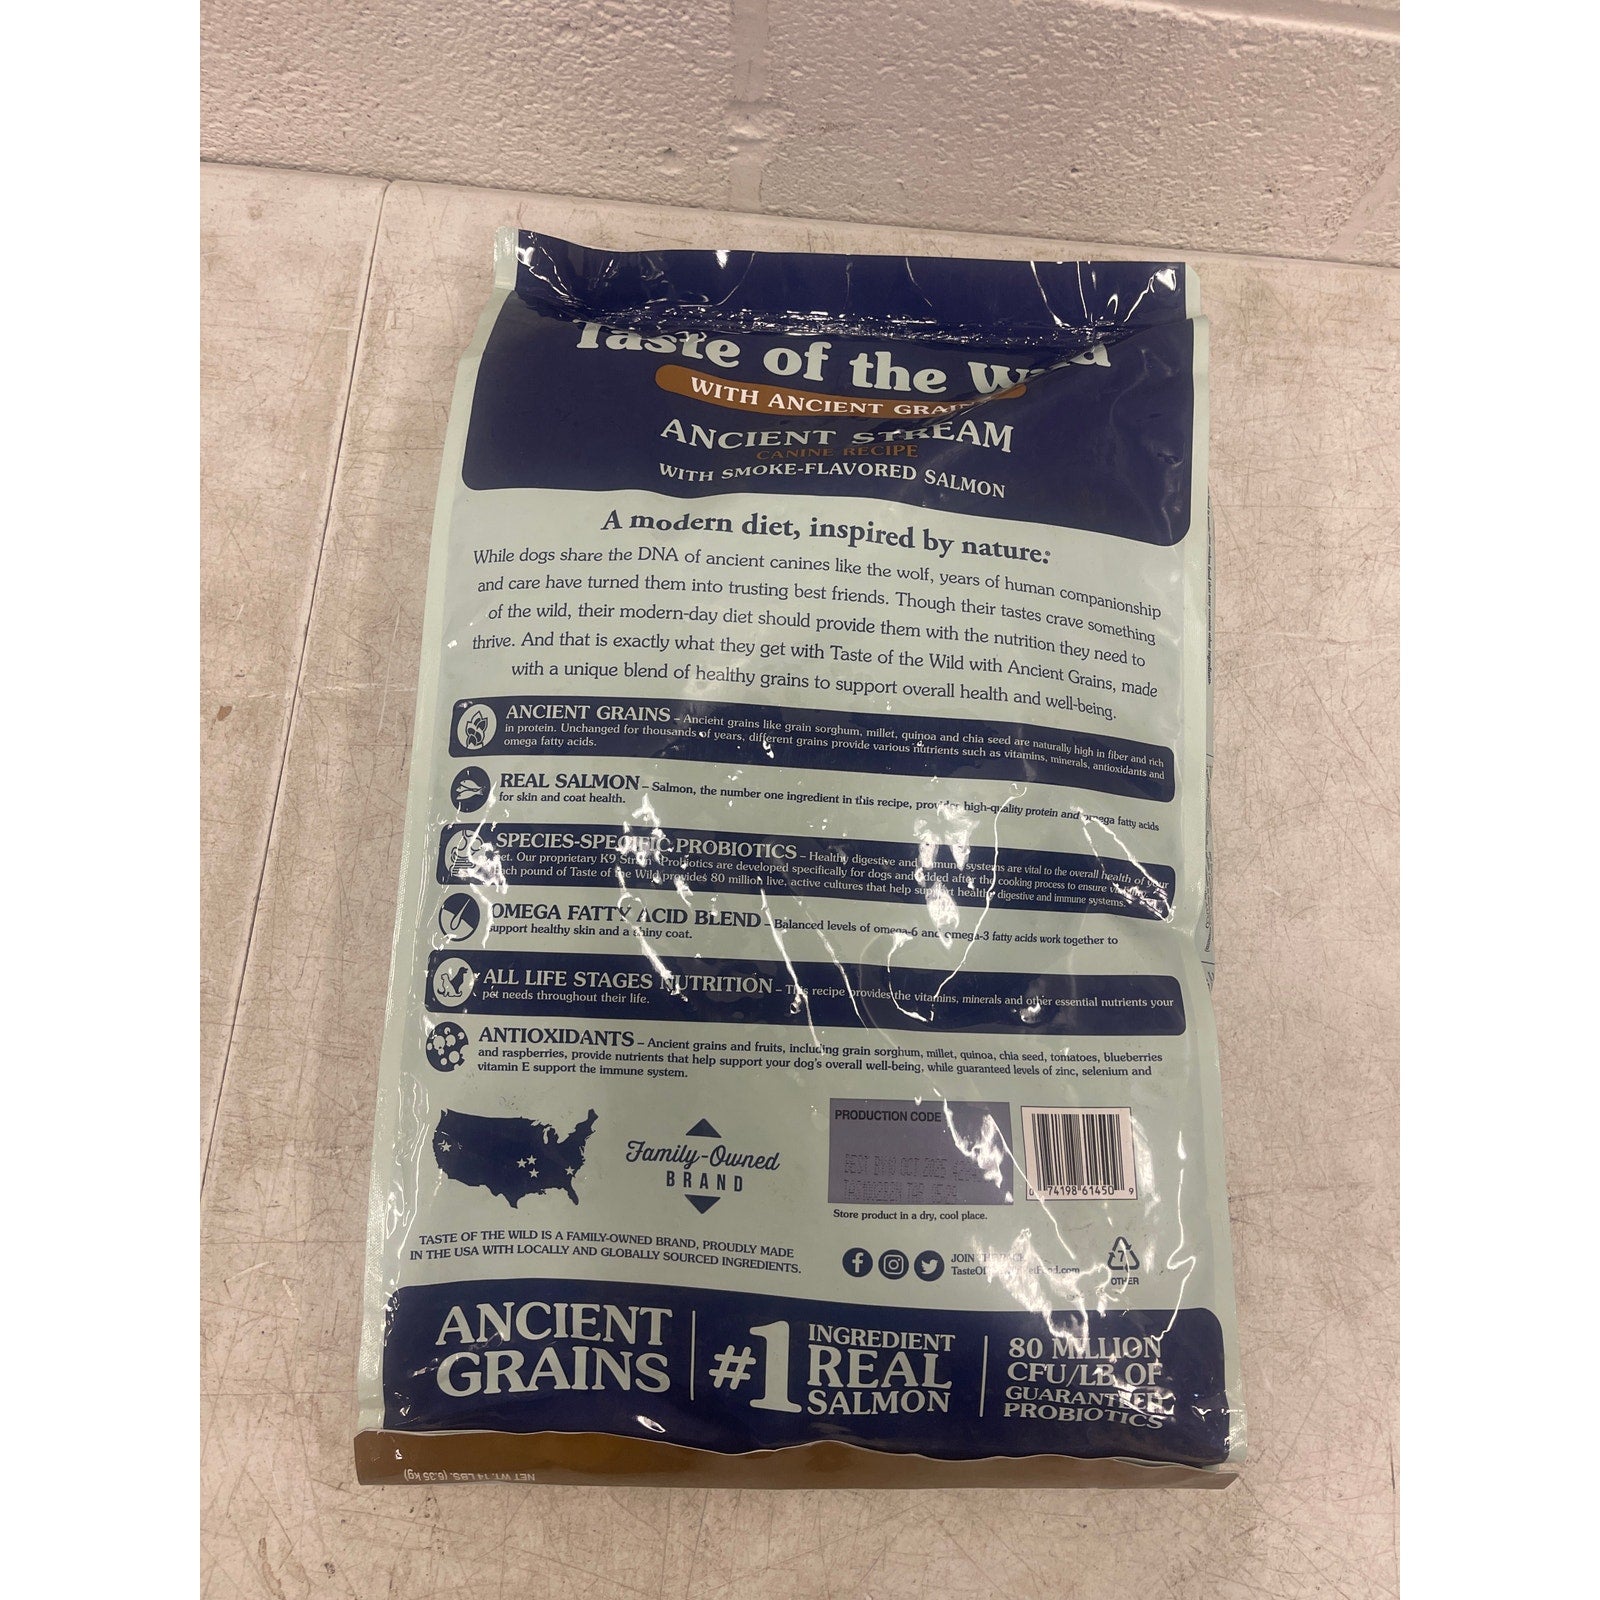 Taste of the Wild
WITH ANCIENT GRAINS
ANCIENT STREAM
CANINE RECIPE
WITH SMOKE-FLAVORED SALMON
A modern diet, inspired by nature:
While dogs share the DNA of ancient canines like the wolf, years of human companionship
and care have turned them into trusting best friends. Though their tastes crave something
of the wild, their modern-day diet should provide them with the nutrition they need to
thrive. And that is exactly what they get with Taste of the Wild with Ancient Grains, made
with a unique blend of healthy grains to support overall health and well-being.
ANCIENT GRAINS – Ancient grains like grain sorghum, millet, quinoa and chia seed are naturally high in fiber and rich
in protein. Unchanged for thousands of years, different grains provide various nutrients such as vitamins, minerals, antioxidants and
omega fatty acids.
REAL SALMON – Salmon, the number one ingredient in this recipe, provides high-quality protein and omega fatty acids
for skin and coat health.
SPECIES-SPECIFIC PROBIOTICS – Healthy digestive and immune systems are vital to the overall health of your
pet. Our proprietary K9 Strain Probiotics are developed specifically for dogs and added after the cooking process to ensure
Each pound of Taste of the Wild provides 80 million live, active cultures that help support healthy digestive and immune systems.
OMEGA FATTY ACID BLEND – Balanced levels of omega-6 and omega-3 fatty acids work together to
support healthy skin and a shiny coat.
ALL LIFE STAGES NUTRITION – This recipe provides the vitamins, minerals and other essential nutrients your
pet needs throughout their life.
ANTIOXIDANTS – Ancient grains and fruits, including grain sorghum, millet, quinoa, chia seed, tomatoes, blueberries
and raspberries, provide nutrients that help support your dog's overall well-being, while guaranteed levels of zinc, selenium and
vitamin E support the immune system.
Family-Owned
BRAND
PRODUCTION CODE
BEST BY
0 74198 61450 9
Store product in a dry, cool place.
TASTE OF THE WILD IS A FAMILY-OWNED BRAND, PROUDLY MADE
IN THE USA WITH LOCALLY AND GLOBALLY SOURCED INGREDIENTS.
JOIN
7
OTHER
ANCIENT
GRAINS
#1
INGREDIENT
REAL
SALMON
80 MILLION
CFU/LB. OF
GUARANTEED
PROBIOTICS
NET WT. 14 LBS. (6.35 kg)